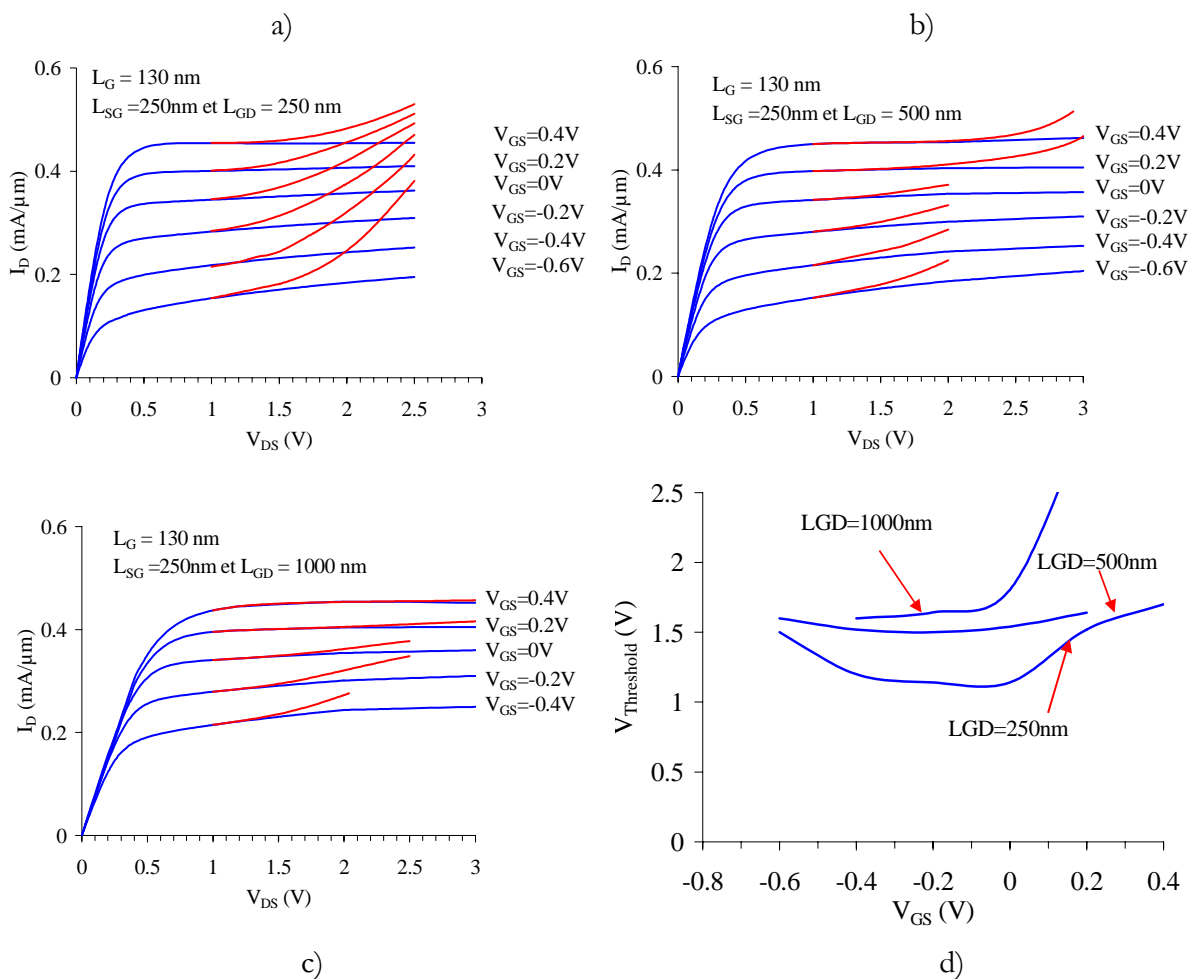 a)
b)
L_G = 130 nm
L_SG =250nm et L_GD = 250 nm
V_GS=0.4V
V_GS=0.2V
V_GS=0V
V_GS=-0.2V
V_GS=-0.4V
V_GS=-0.6V
I_D (mA/µm)
0.6
0.4
0.2
0
0 0.5 1 1.5 2 2.5 3
V_DS (V)
L_G = 130 nm
L_SG =250nm et L_GD = 500 nm
V_GS=0.4V
V_GS=0.2V
V_GS=0V
V_GS=-0.2V
V_GS=-0.4V
V_GS=-0.6V
I_D (mA/µm)
0.6
0.4
0.2
0
0 0.5 1 1.5 2 2.5 3
V_DS (V)
L_G = 130 nm
L_SG =250nm et L_GD = 1000 nm
V_GS=0.4V
V_GS=0.2V
V_GS=0V
V_GS=-0.2V
V_GS=-0.4V
I_D (mA/µm)
0.6
0.4
0.2
0
0 0.5 1 1.5 2 2.5 3
V_DS (V)
LGD=1000nm
LGD=500nm
LGD=250nm
V_Threshold (V)
2.5
2
1.5
1
0.5
0
-0.8 -0.6 -0.4 -0.2 0 0.2 0.4
V_GS (V)
c)
d)